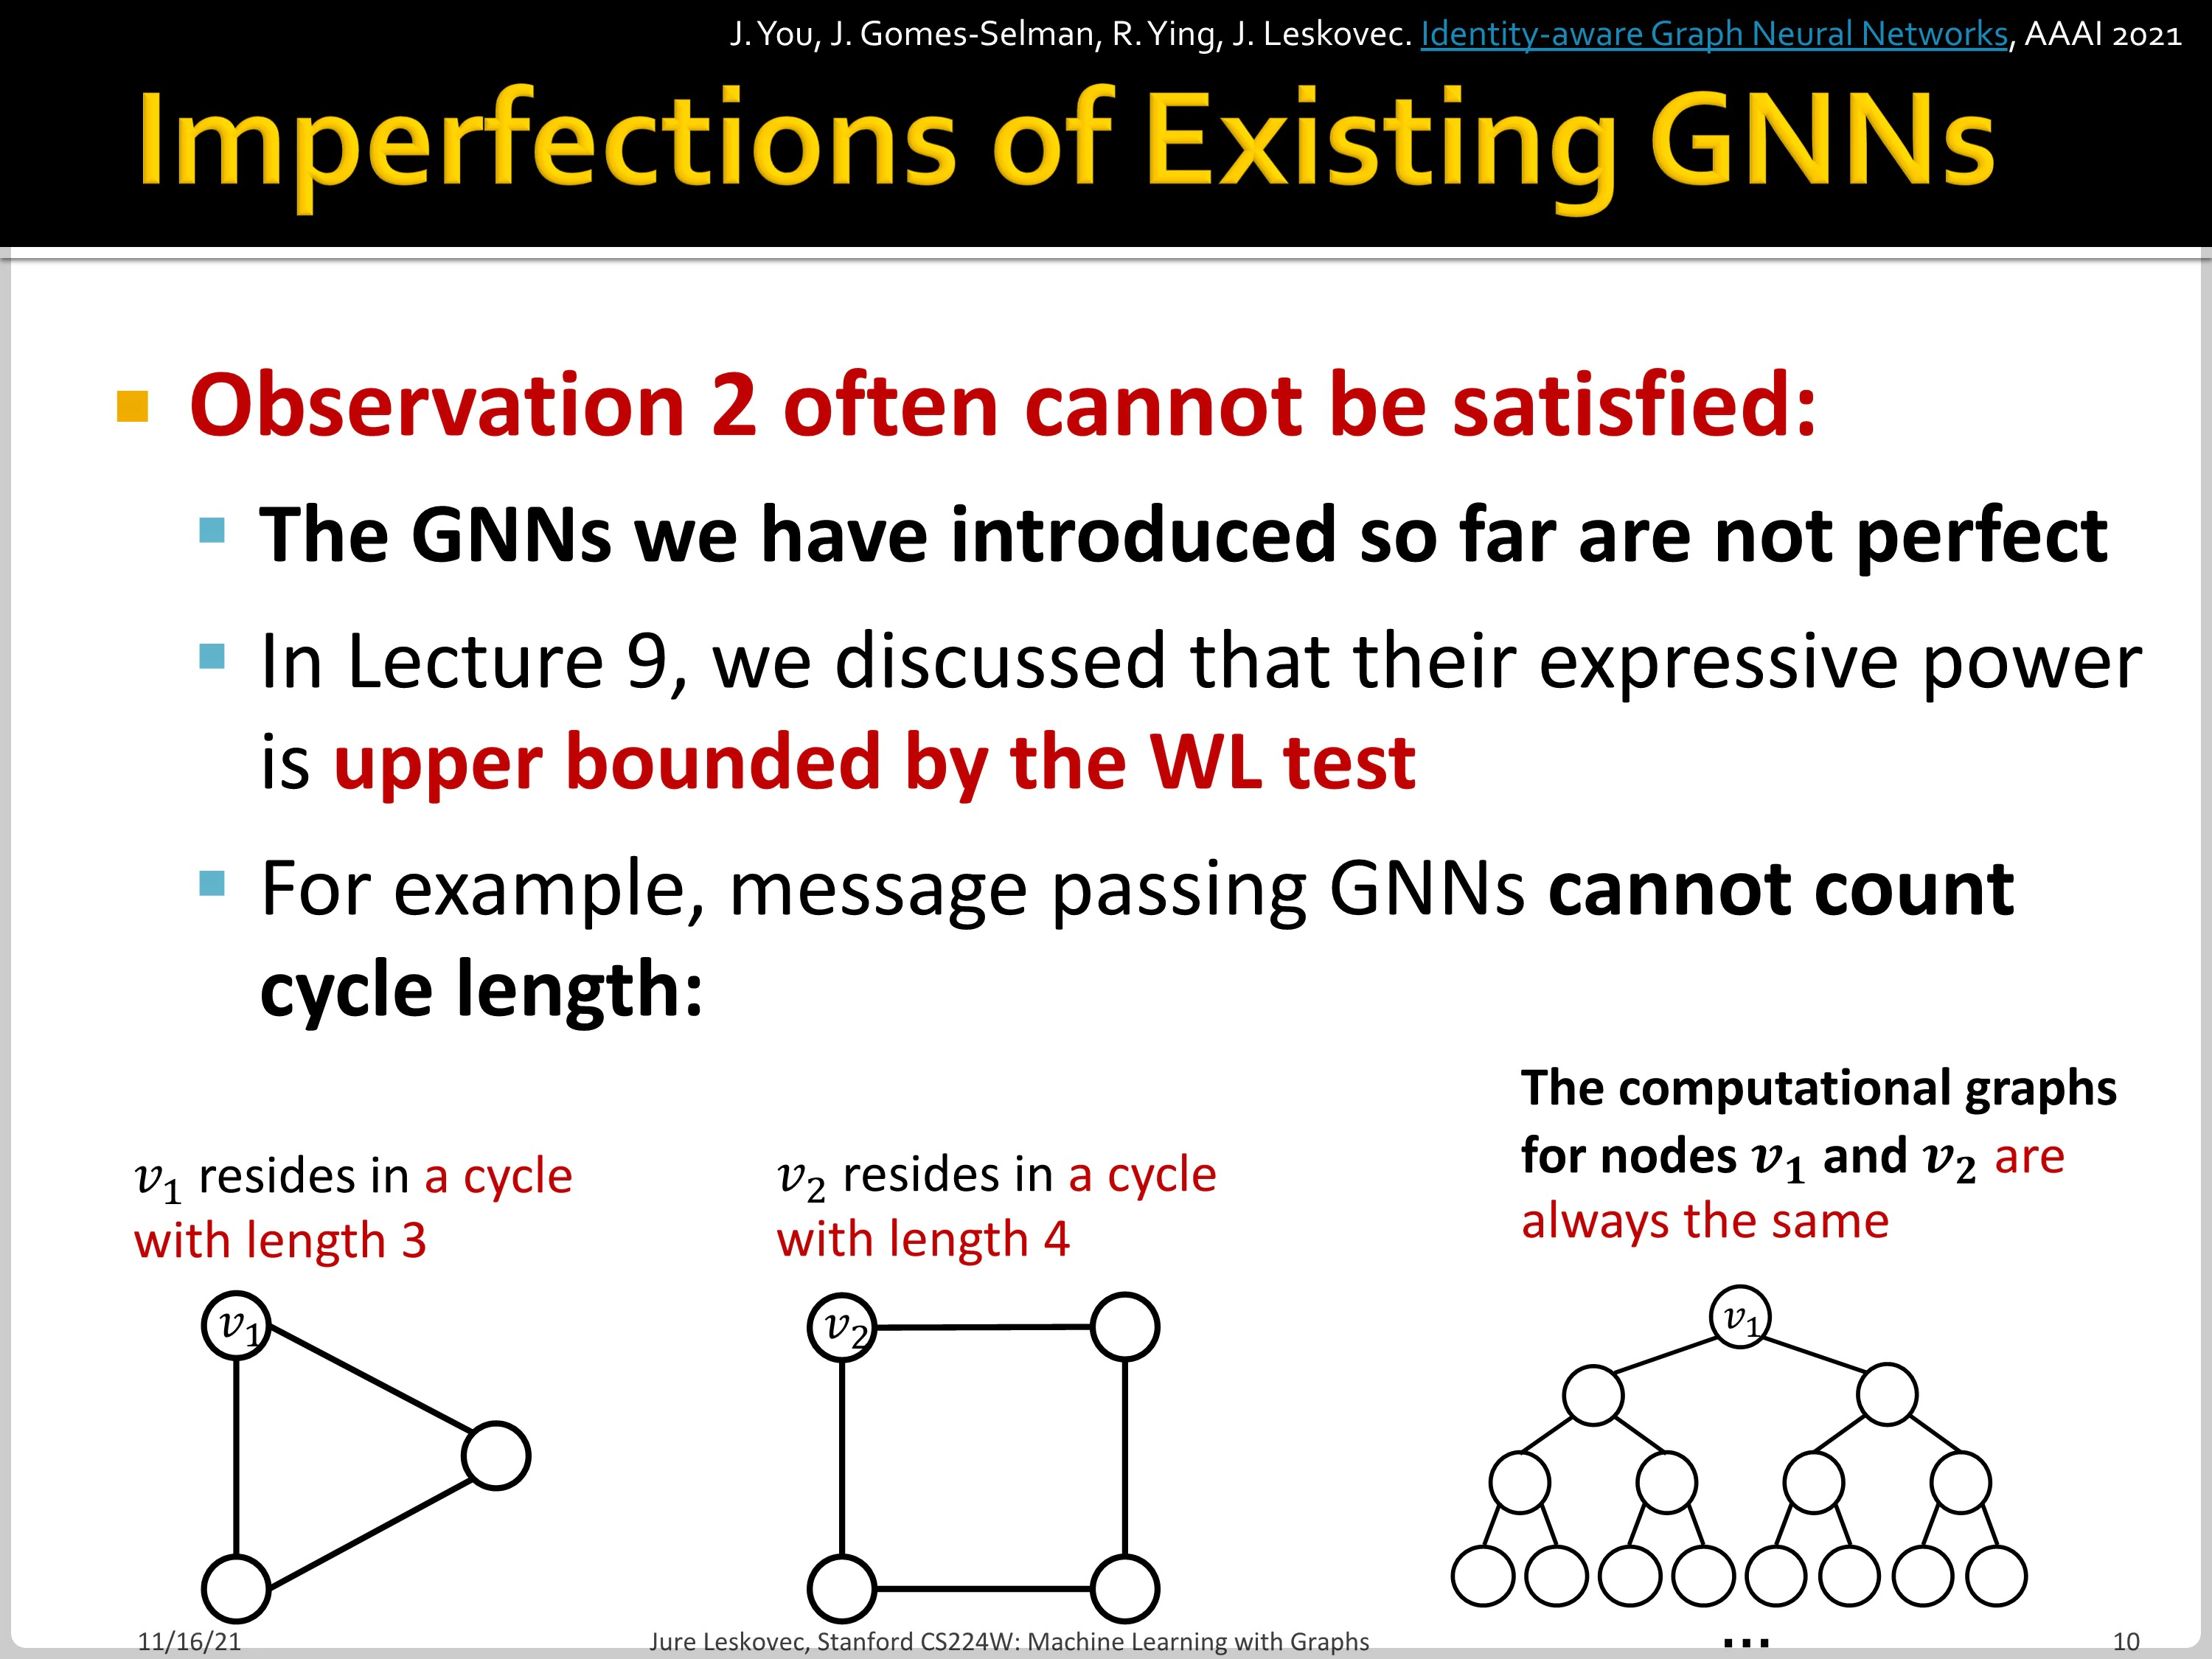 J. You, J. Gomes-Selman, R. Ying, J. Leskovec. Identity-aware Graph Neural Networks, AAAI 2021
Imperfections of Existing GNNs
Observation 2 often cannot be satisfied:
The GNNs we have introduced so far are not perfect
In Lecture 9, we discussed that their expressive power
is upper bounded by the WL test
For example, message passing GNNs cannot count
cycle length:
v₁ resides in a cycle
with length 3
v₂ resides in a cycle
with length 4
The computational graphs
for nodes v₁ and v₂ are
always the same
v₁
v₂
v₁
...
11/16/21
Jure Leskovec, Stanford CS224W: Machine Learning with Graphs
10